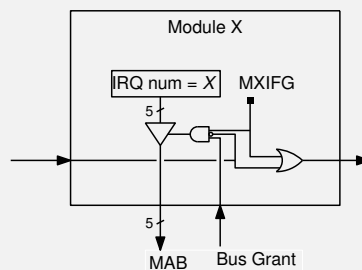 Module X
IRQ num = X
MXIFG
5
5
MAB
Bus Grant